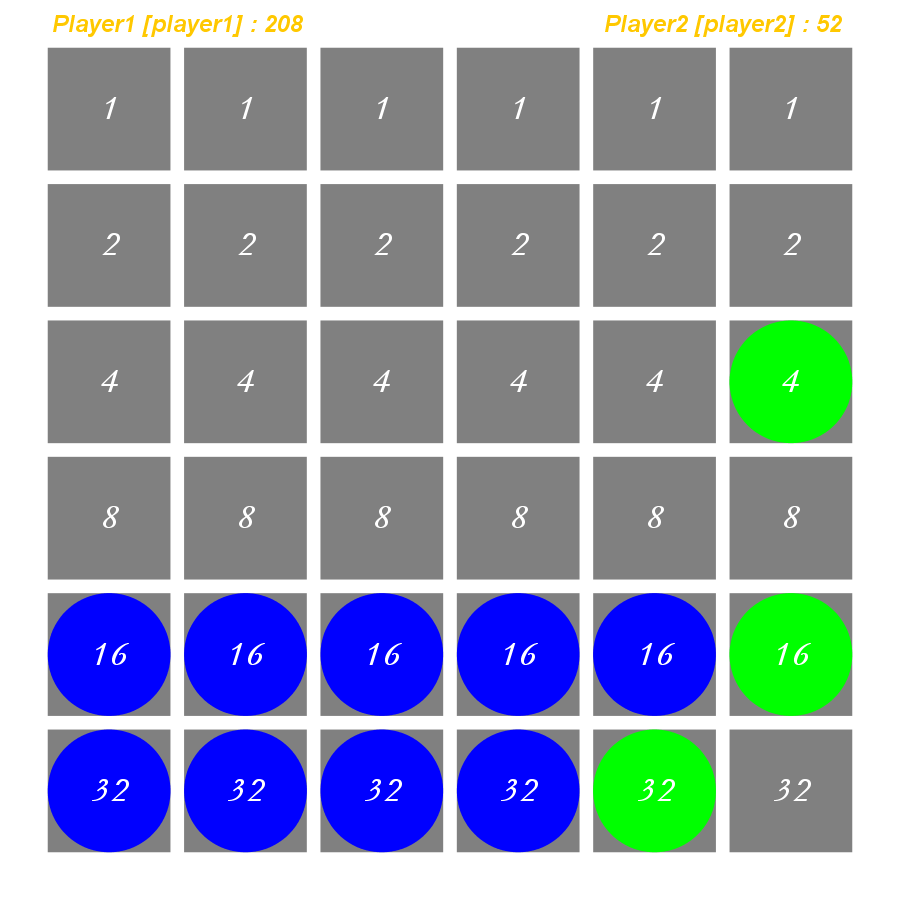 Player1 [player1] : 208 Player2 [player2] : 52
1 1 1 1 1 1
2 2 2 2 2 2
4 4 4 4 4 4
8 8 8 8 8 8
16 16 16 16 16 16
32 32 32 32 32 32